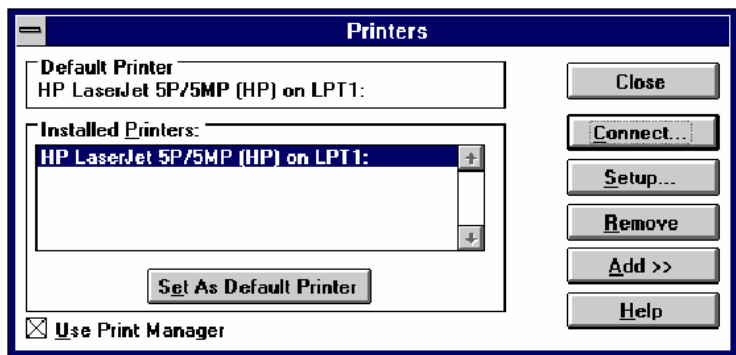 Printers
Default Printer
HP LaserJet 5P/5MP (HP) on LPT1:
Installed Printers:
HP LaserJet 5P/5MP (HP) on LPT1:
Set As Default Printer
Use Print Manager
Close
Connect...
Setup...
Remove
Add >>
Help